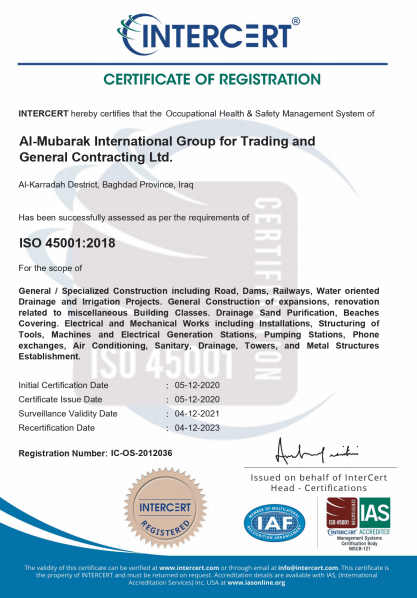 INTERCERT®
CERTIFICATE OF REGISTRATION
INTERCERT hereby certifies that the Occupational Health & Safety Management System of
Al-Mubarak International Group for Trading and
General Contracting Ltd.
Al-Karradah Destrict, Baghdad Province, Iraq
Has been successfully assessed as per the requirements of
ISO 45001:2018
For the scope of
General / Specialized Construction including Road, Dams, Railways, Water oriented
Drainage and Irrigation Projects. General Construction of expansions, renovation
related to miscellaneous Building Classes. Drainage Sand Purification, Beaches
Covering. Electrical and Mechanical Works including Installations, Structuring of
Tools, Machines and Electrical Generation Stations, Pumping Stations, Phone
exchanges, Air Conditioning, Sanitary, Drainage, Towers, and Metal Structures
Establishment.
CERTIFICATION
ISO 45001
Initial Certification Date : 05-12-2020
Certificate Issue Date : 05-12-2020
Surveillance Validity Date : 04-12-2021
Recertification Date : 04-12-2023
Registration Number: IC-OS-2012036
Issued on behalf of InterCert
Head - Certifications
INTERCERT
REGISTERED
MEMBER OF MULTILATERAL
IAF
RECOGNITION ARRANGEMENT
ISO 45001
INTERCERT
IAS
ACCREDITED
Management Systems
Certification Body
MSCB-121
The validity of this certificate can be verified at www.intercert.com or through email at info@intercert.com. This certificate is
the property of INTERCERT and must be returned on request. Accreditation details are available with IAS, (International
Accreditation Services) Inc. USA at www.iasonline.org